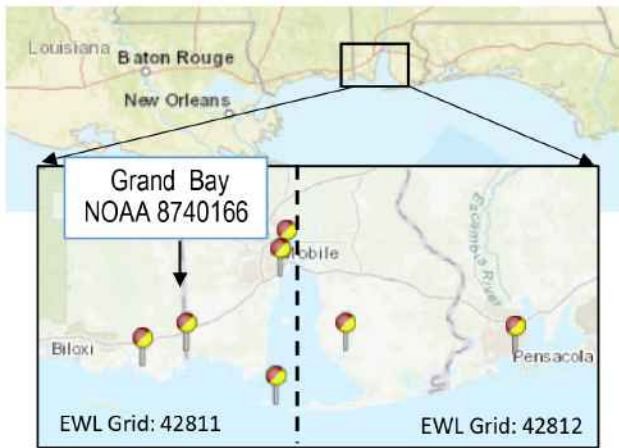 Louisiana
Baton Rouge
New Orleans
Grand Bay
NOAA 8740166
Mobile
Escambia River
Biloxi
Pensacola
EWL Grid: 42811
EWL Grid: 42812